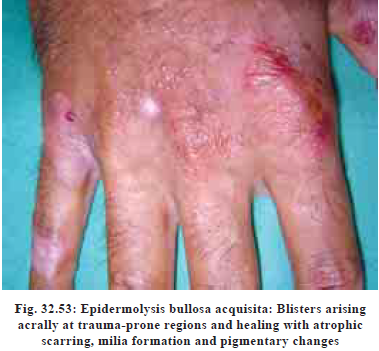 Fig. 32.53: Epidermolysis bullosa acquisita: Blisters arising
acrally at trauma-prone regions and healing with atrophic
scarring, milia formation and pigmentary changes